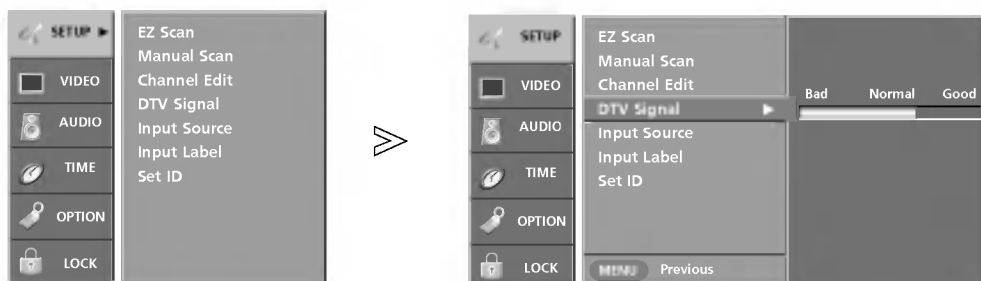 SETUP
VIDEO
AUDIO
TIME
OPTION
LOCK
EZ Scan
Manual Scan
Channel Edit
DTV Signal
Input Source
Input Label
Set ID
SETUP
VIDEO
AUDIO
TIME
OPTION
LOCK
EZ Scan
Manual Scan
Channel Edit
DTV Signal
Input Source
Input Label
Set ID
MENU Previous
Bad Normal Good